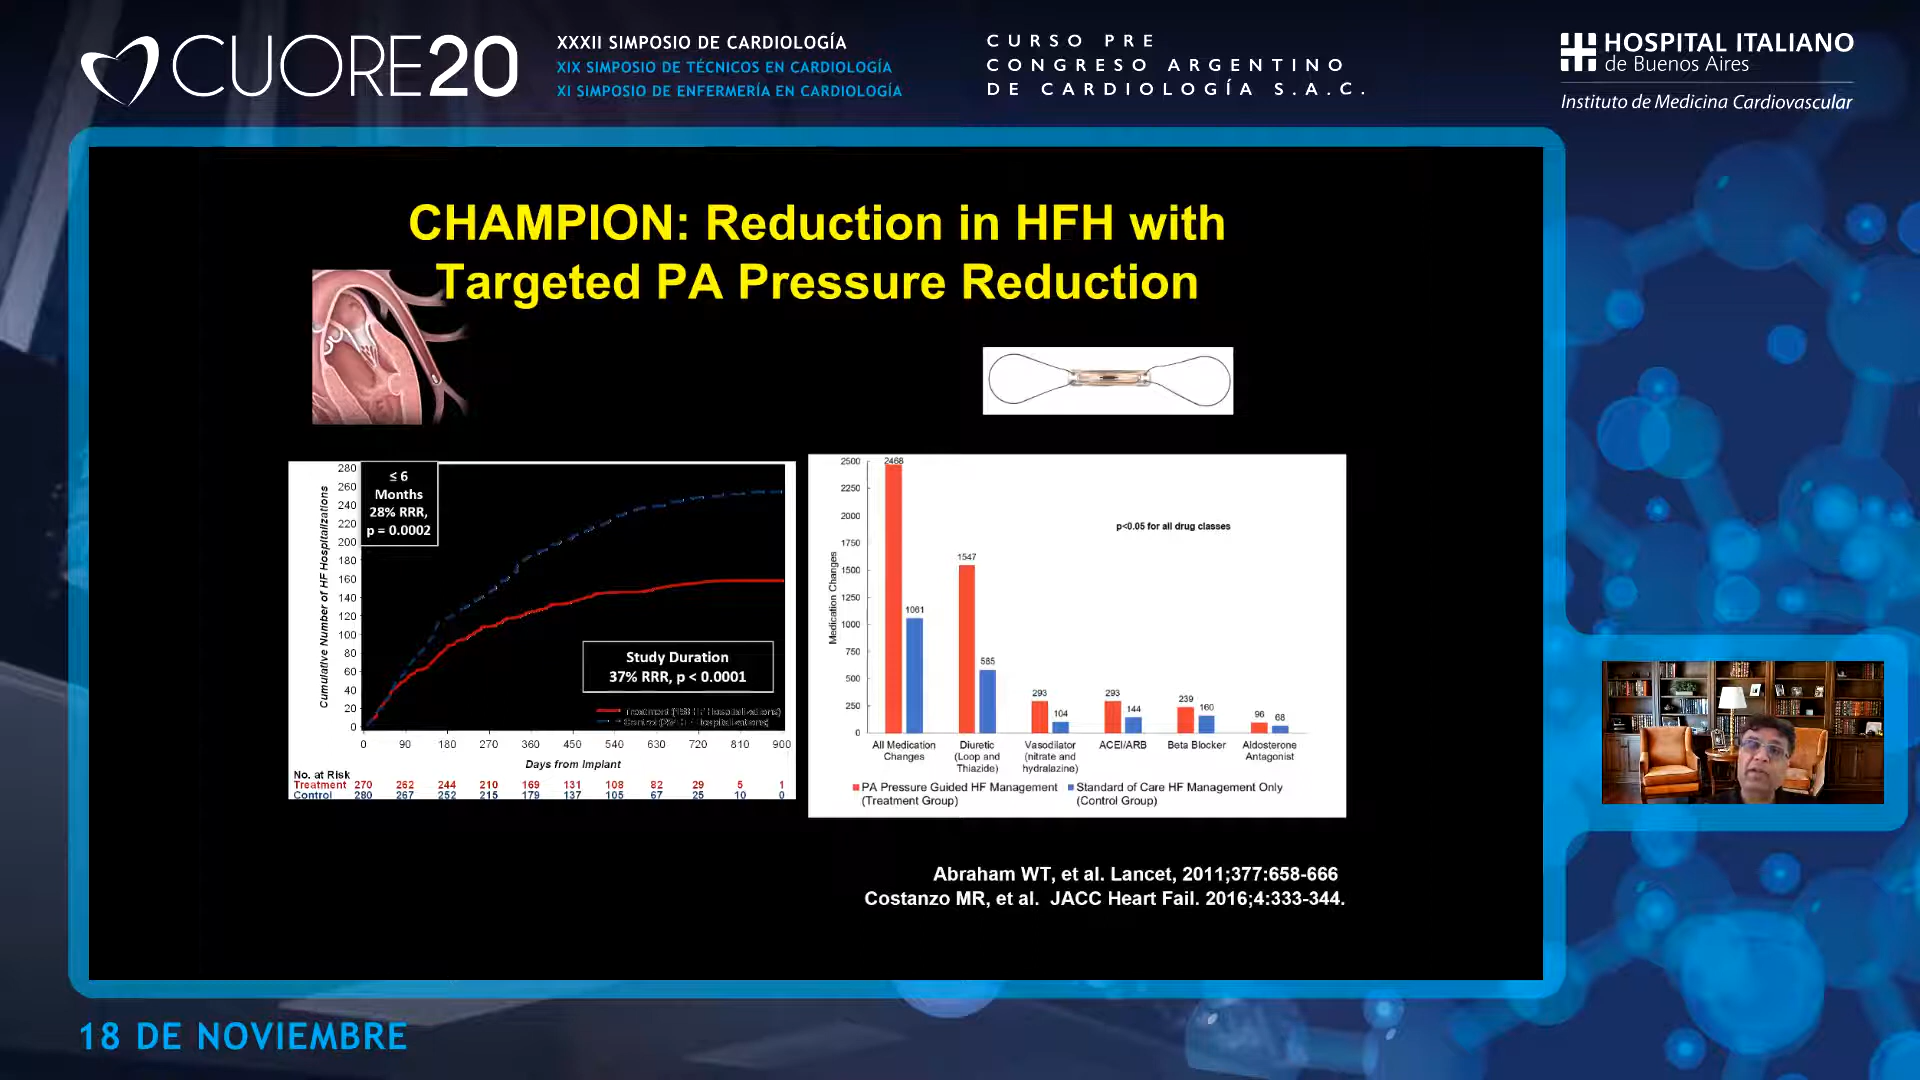 CUORE20
XXXII SIMPOSIO DE CARDIOLOGÍA
XIX SIMPOSIO DE TÉCNICOS EN CARDIOLOGÍA
XI SIMPOSIO DE ENFERMERÍA EN CARDIOLOGÍA
CURSO PRE
CONGRESO ARGENTINO
DE CARDIOLOGÍA S.A.C.
HOSPITAL ITALIANO
de Buenos Aires
Instituto de Medicina Cardiovascular
CHAMPION: Reduction in HFH with
Targeted PA Pressure Reduction
Cumulative Number of HF Hospitalizations
280
260
240
220
200
180
160
140
120
100
80
60
40
20
0
≤ 6
Months
28% RRR,
p = 0.0002
Study Duration
37% RRR, p < 0.0001
0 90 180 270 360 450 540 630 720 810 900
Days from Implant
No. at Risk
Treatment 270 262 244 210 169 131 108 82 29 5 1
Control 280 267 252 215 179 137 105 67 25 10 0
Medication Changes
2500
2250
2000
1750
1500
1250
1000
750
500
250
0
2468
1061
1547
585
293
104
293
144
239
160
96
68
p<0.05 for all drug classes
All Medication
Changes
Diuretic
(Loop and
Thiazide)
Vasodilator
(nitrate and
hydralazine)
ACEI/ARB
Beta Blocker
Aldosterone
Antagonist
PA Pressure Guided HF Management
(Treatment Group)
Standard of Care HF Management Only
(Control Group)
Abraham WT, et al. Lancet, 2011;377:658-666
Costanzo MR, et al. JACC Heart Fail. 2016;4:333-344.
18 DE NOVIEMBRE